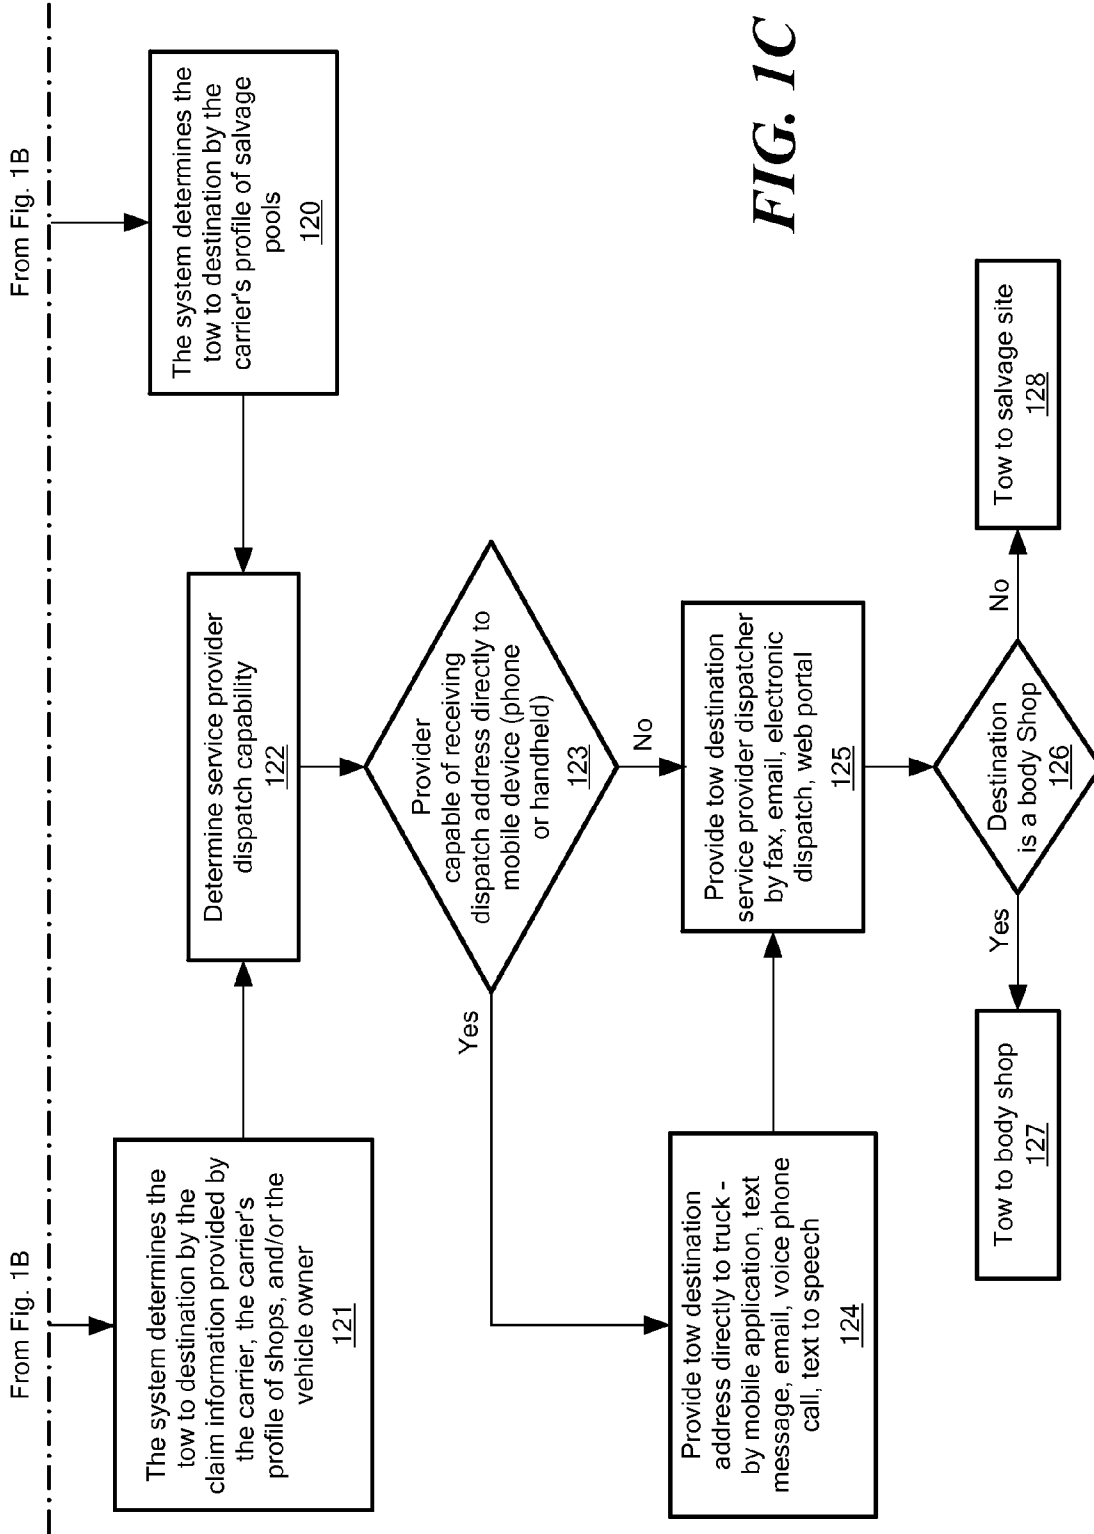 From Fig. 1B
From Fig. 1B
The system determines the
tow to destination by the
claim information provided by
the carrier, the carrier's
profile of shops, and/or the
vehicle owner
121
Determine service provider
dispatch capability
122
The system determines the
tow to destination by the
carrier's profile of salvage
pools
120
Provider
capable of receiving
dispatch address directly to
mobile device (phone
or handheld)
123
Yes
No
Provide tow destination
address directly to truck -
by mobile application, text
message, email, voice phone
call, text to speech
124
Provide tow destination
service provider dispatcher
by fax, email, electronic
dispatch, web portal
125
Destination
is a body Shop
126
Yes
No
Tow to body shop
127
Tow to salvage site
128
FIG. 1C